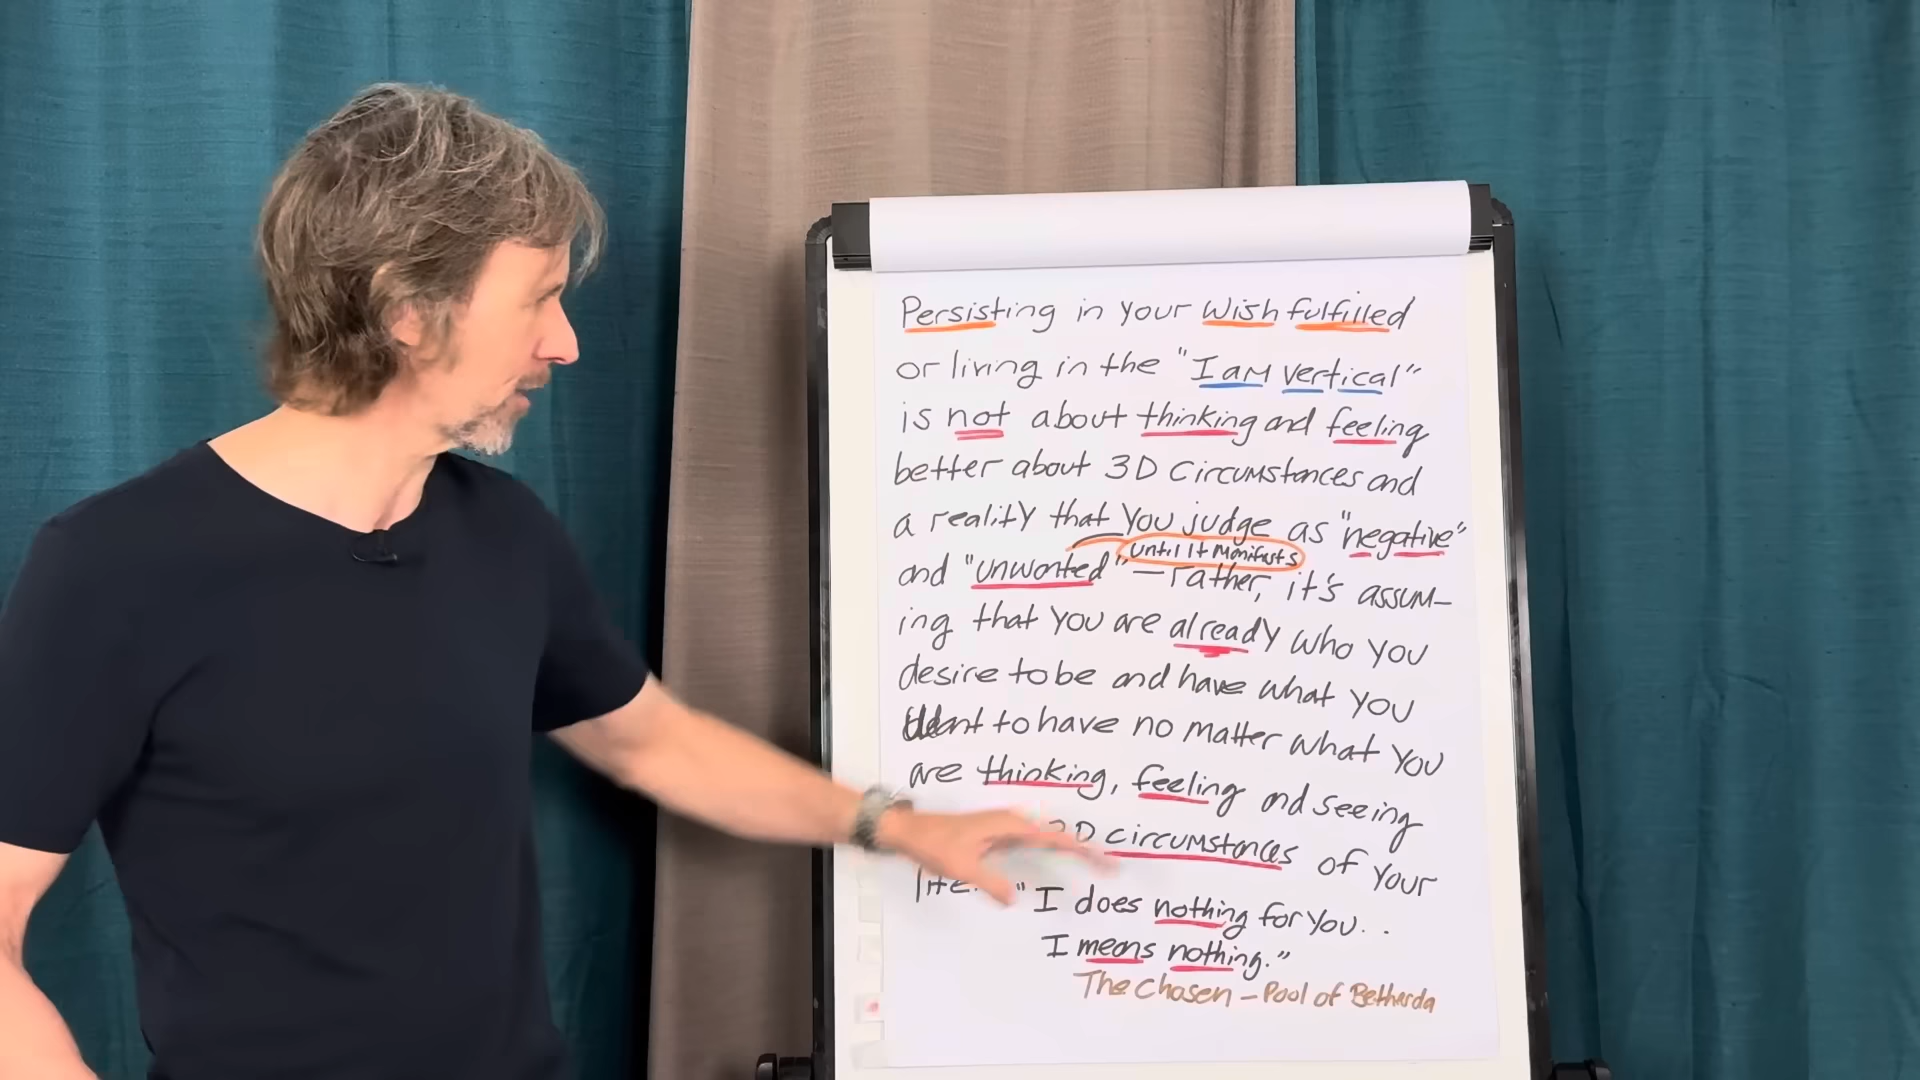 Persisting in your Wish fulfilled
or living in the "I am vertical"
is not about thinking and feeling
better about 3D Circumstances and
a reality that you judge as "negative"
until It Manifests
and "unwanted" — rather, it's assum-
ing that you are already who you
desire to be and have what you
want to have no matter what you
are thinking, feeling and seeing
3D circumstances of your
life. "I does nothing for you..
I means nothing."
The Chosen - Pool of